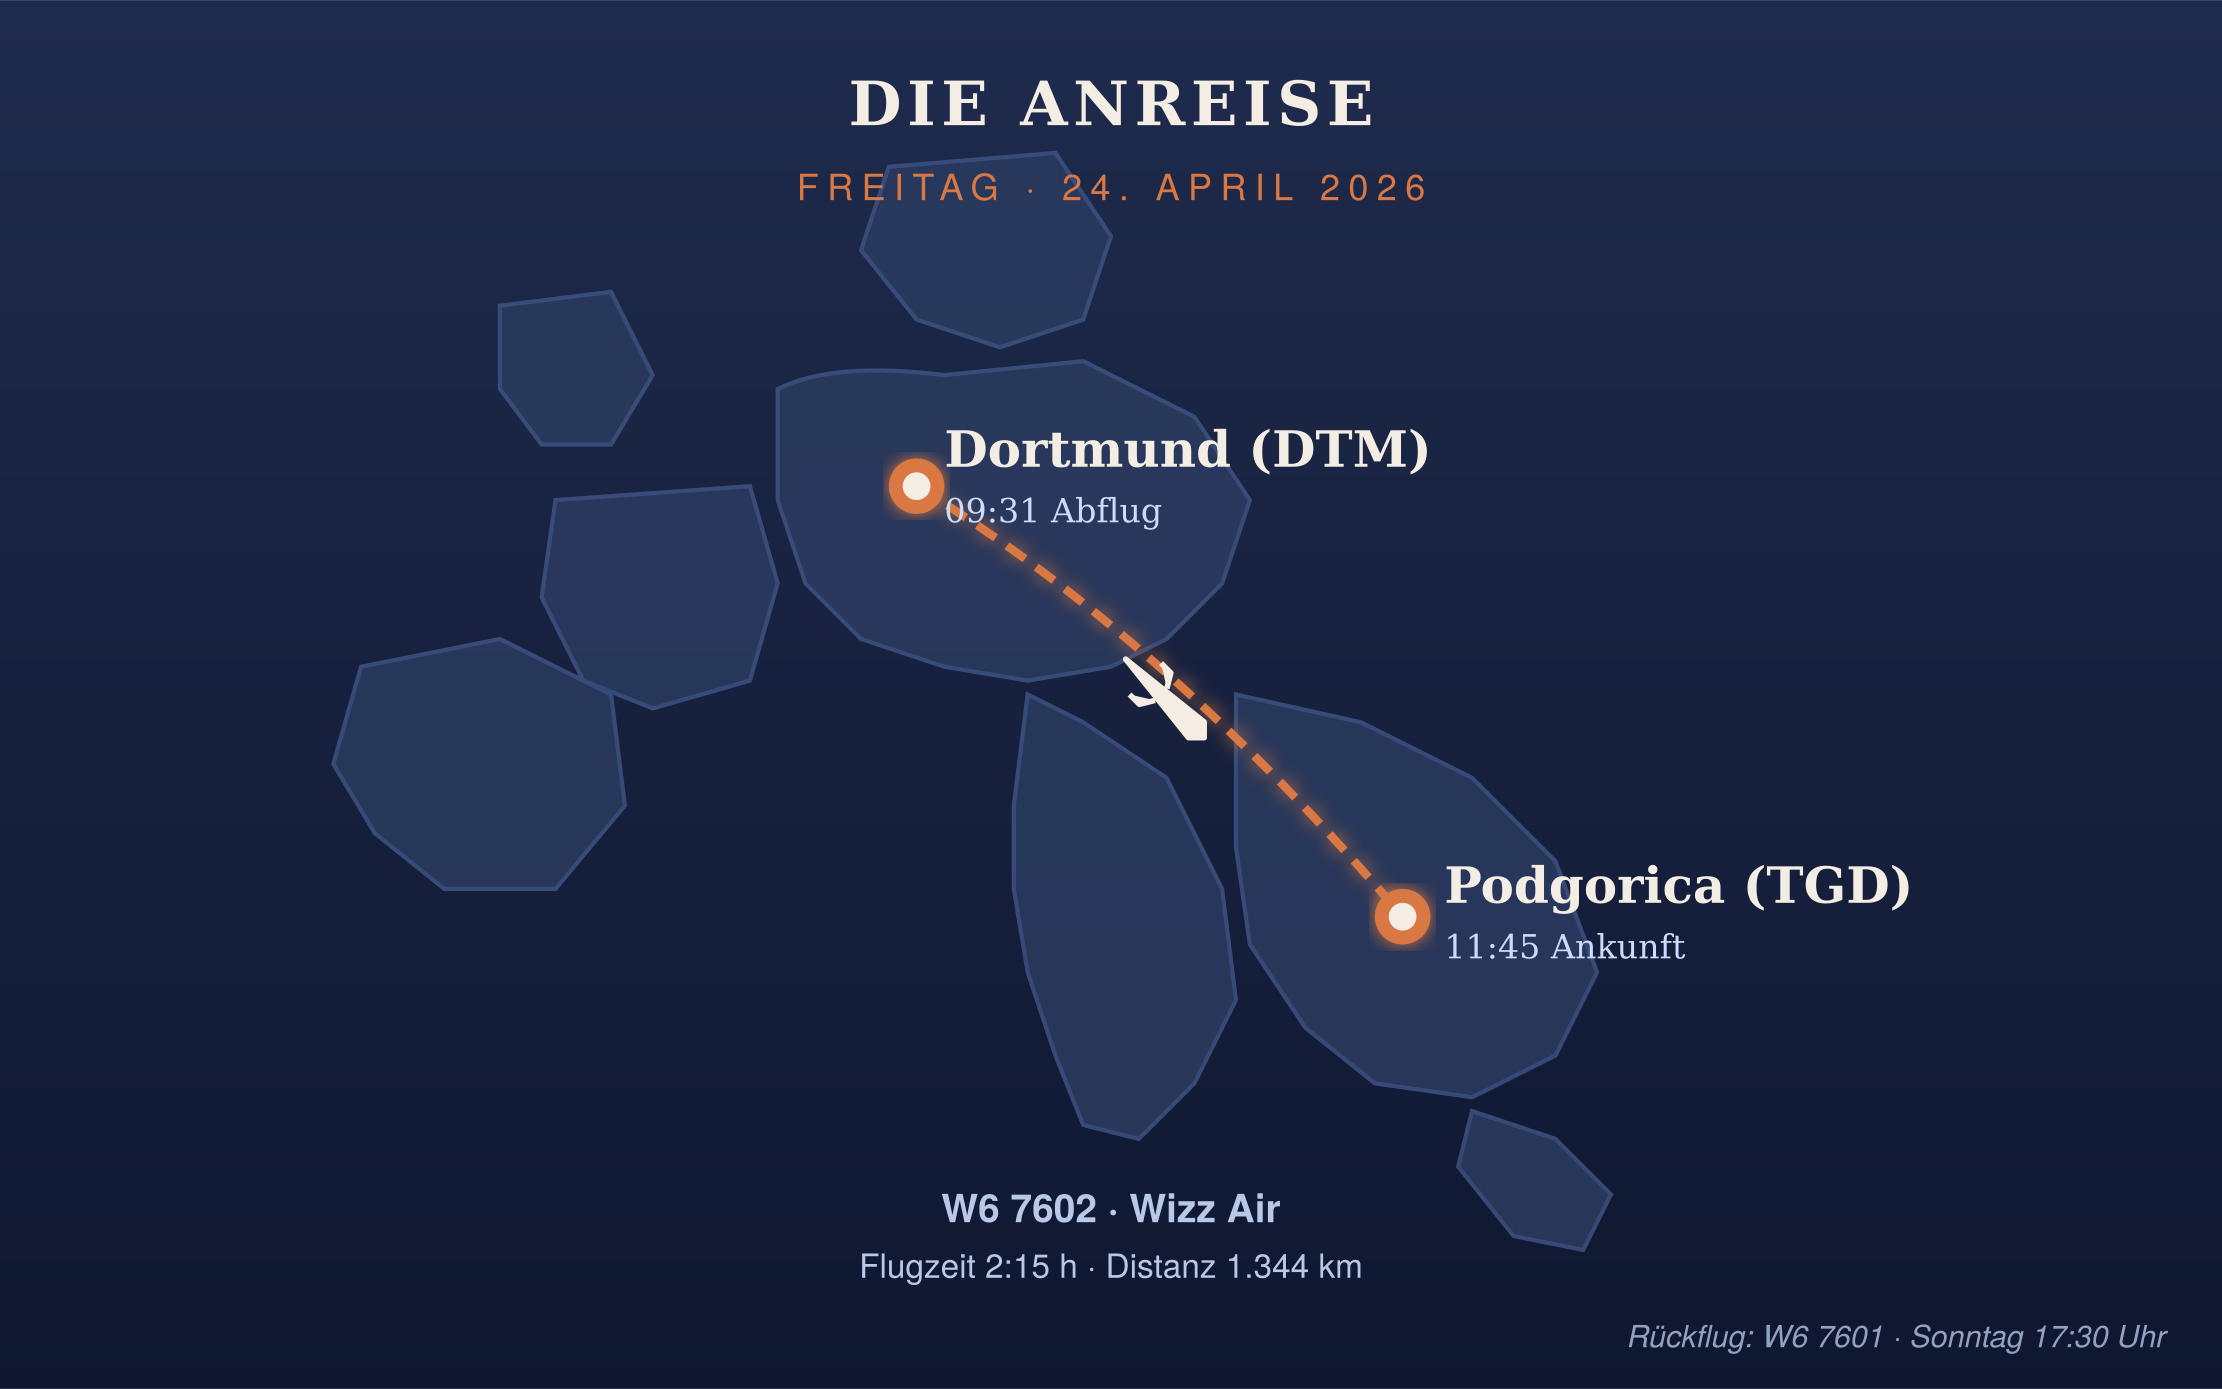 DIE ANREISE
FREITAG · 24. APRIL 2026
Dortmund (DTM)
09:31 Abflug
Podgorica (TGD)
11:45 Ankunft
W6 7602 · Wizz Air
Flugzeit 2:15 h · Distanz 1.344 km
Rückflug: W6 7601 · Sonntag 17:30 Uhr